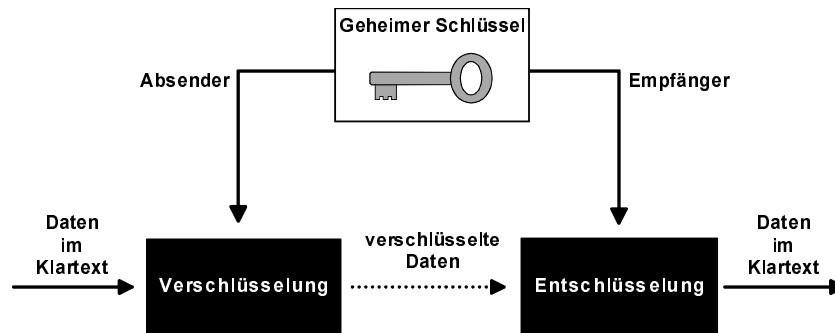 Geheimer Schlüssel
Absender
Empfänger
Daten
im
Klartext
Verschlüsselung
verschlüsselte
Daten
Entschlüsselung
Daten
im
Klartext